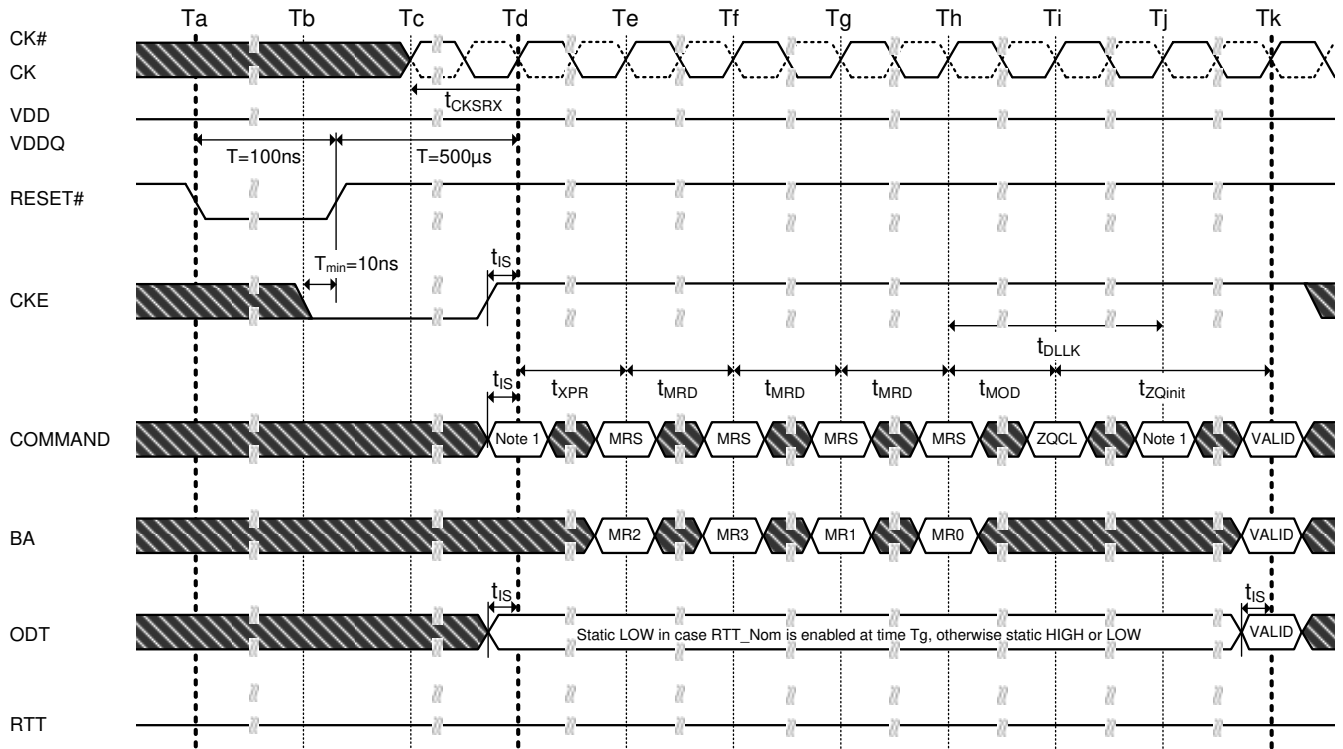 Ta Tb Tc Td Te Tf Tg Th Ti Tj Tk
CK#
CK
tCKSRX
VDD
VDDQ
T=100ns T=500µs
RESET#
Tmin=10ns tIS
CKE
tDLLK
tIS tXPR tMRD tMRD tMRD tMOD tZQinit
COMMAND Note 1 MRS MRS MRS MRS ZQCL Note 1 VALID
BA MR2 MR3 MR1 MR0 VALID
tIS tIS
ODT Static LOW in case RTT_Nom is enabled at time Tg, otherwise static HIGH or LOW VALID
RTT